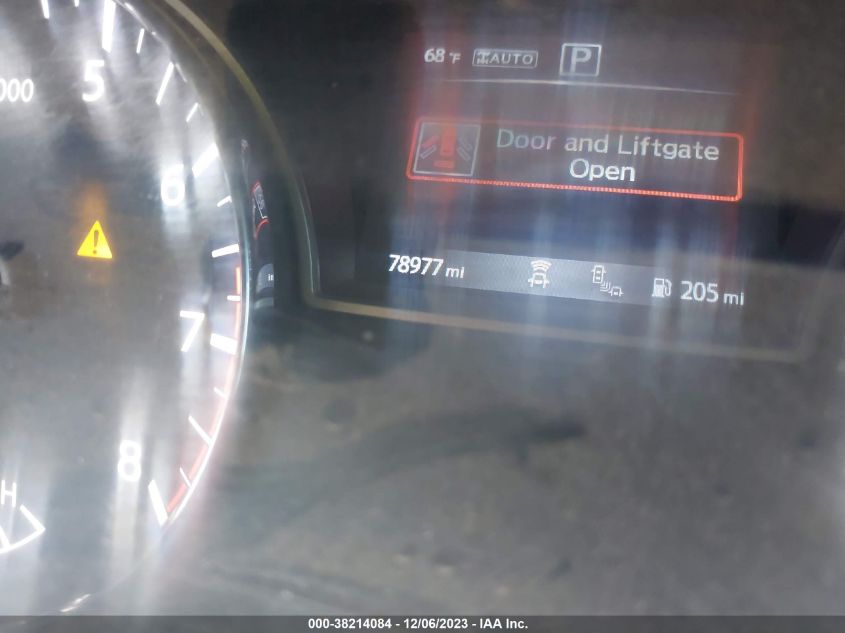 68 °F AUTO P
000 5
Door and Liftgate
Open
6
78977 mi 205 mi
7
8
H
000-38214084 - 12/06/2023 - IAA Inc.